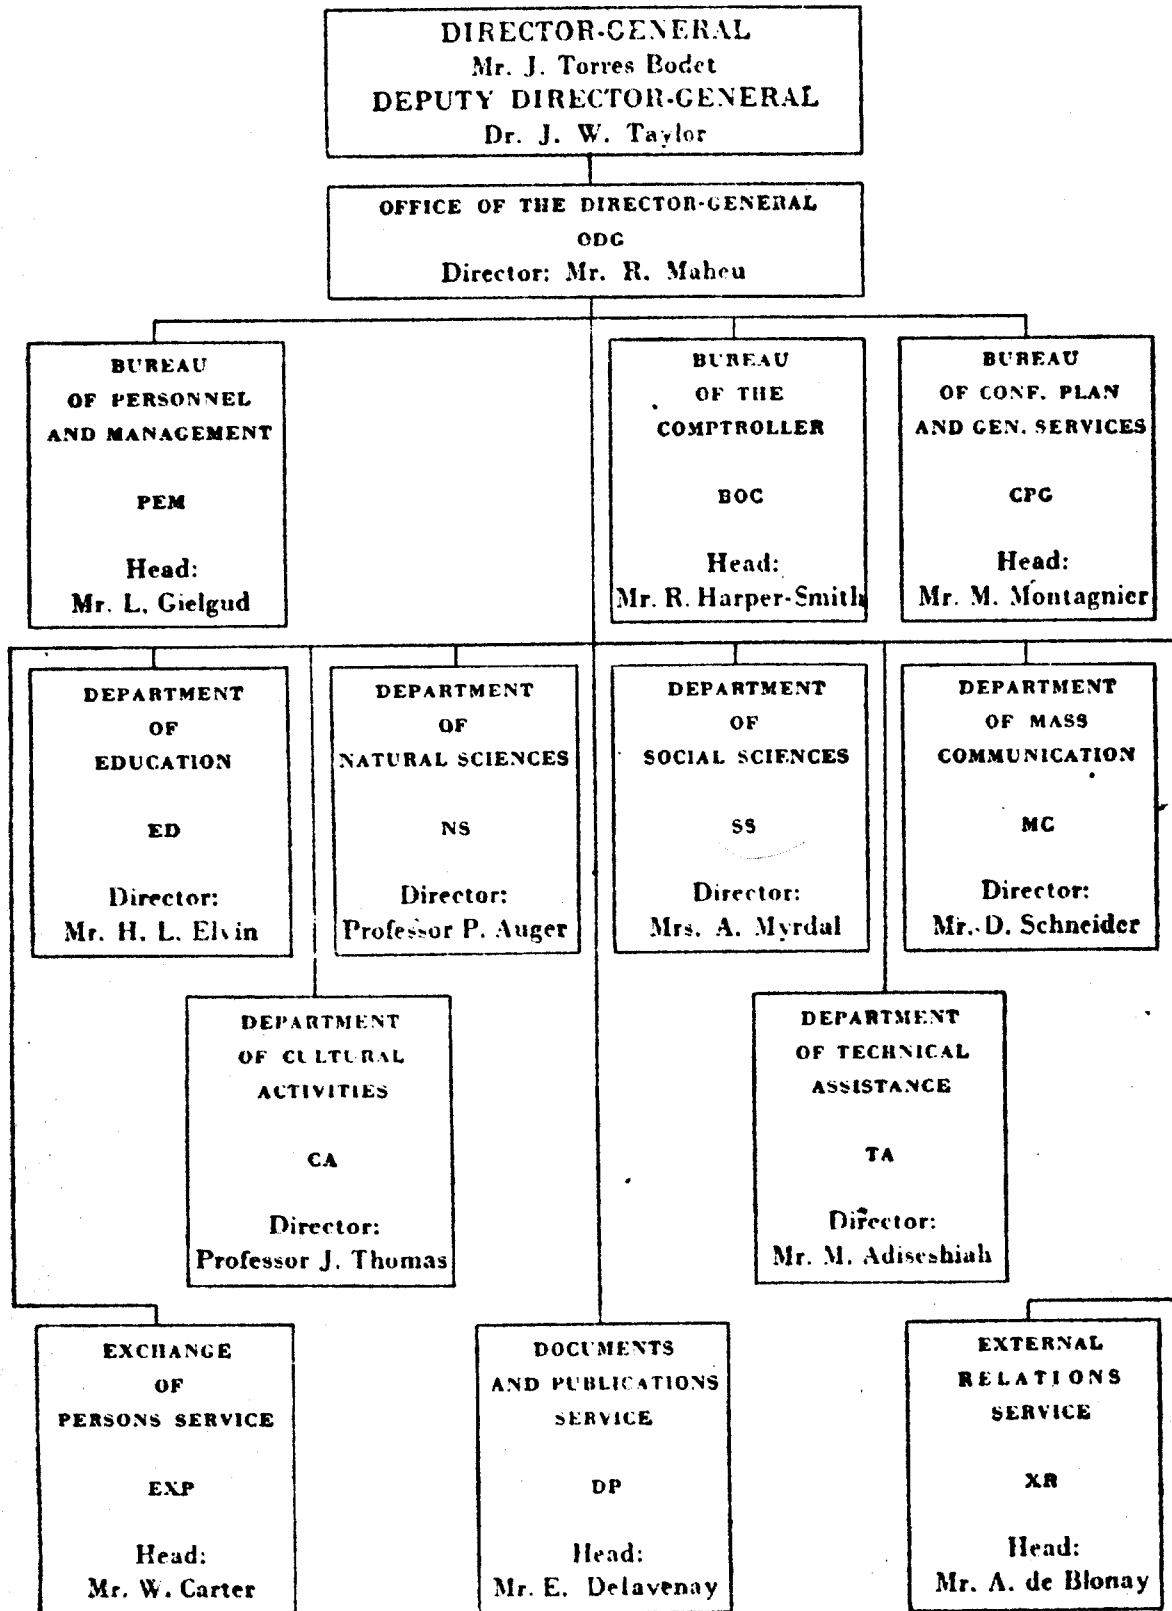 DIRECTOR-GENERAL
Mr. J. Torres Bodet
DEPUTY DIRECTOR-GENERAL
Dr. J. W. Taylor
OFFICE OF THE DIRECTOR-GENERAL
ODG
Director: Mr. R. Maheu
BUREAU
OF PERSONNEL
AND MANAGEMENT
PEM
Head:
Mr. L. Gielgud
BUREAU
OF THE
COMPTROLLER
BOC
Head:
Mr. R. Harper-Smith
BUREAU
OF CONF. PLAN
AND GEN. SERVICES
CPG
Head:
Mr. M. Montagnier
DEPARTMENT
OF
EDUCATION
ED
Director:
Mr. H. L. Elvin
DEPARTMENT
OF
NATURAL SCIENCES
NS
Director:
Professor P. Auger
DEPARTMENT
OF
SOCIAL SCIENCES
SS
Director:
Mrs. A. Myrdal
DEPARTMENT
OF MASS
COMMUNICATION
MC
Director:
Mr. D. Schneider
DEPARTMENT
OF CULTURAL
ACTIVITIES
CA
Director:
Professor J. Thomas
DEPARTMENT
OF TECHNICAL
ASSISTANCE
TA
Director:
Mr. M. Adiseshiah
EXCHANGE
OF
PERSONS SERVICE
EXP
Head:
Mr. W. Carter
DOCUMENTS
AND PUBLICATIONS
SERVICE
DP
Head:
Mr. E. Delavenay
EXTERNAL
RELATIONS
SERVICE
XR
Head:
Mr. A. de Blonay